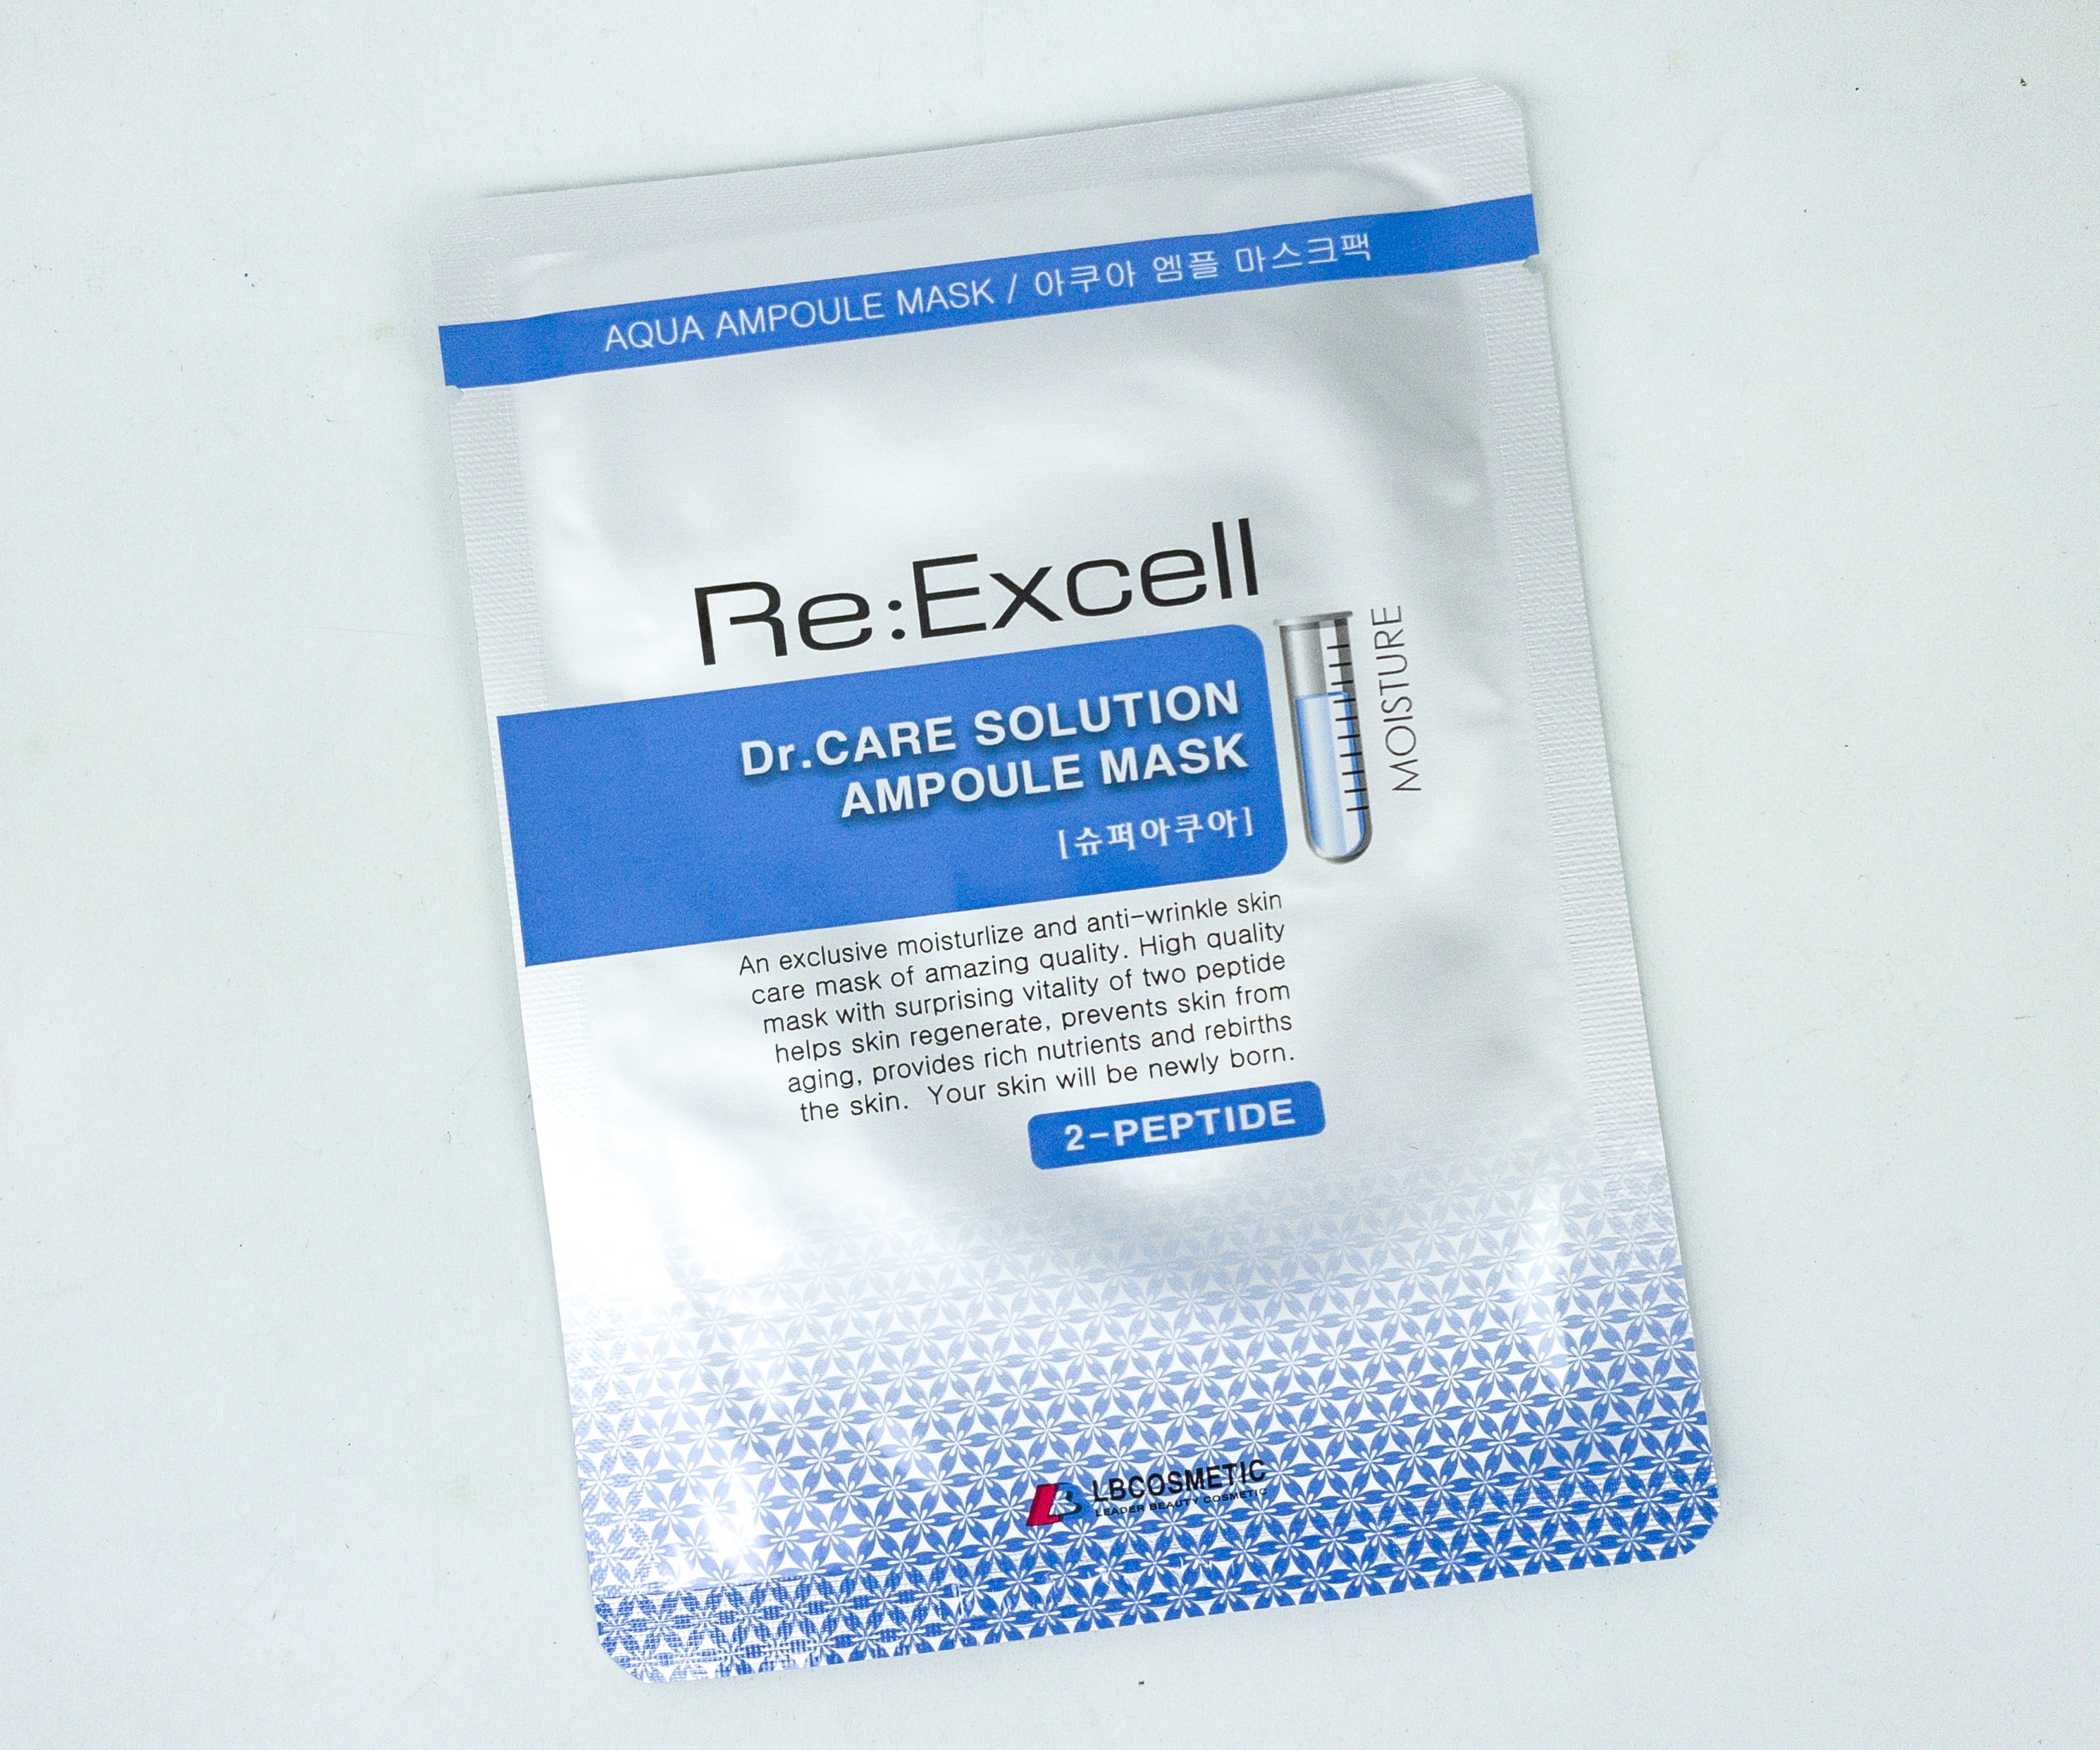 AQUA AMPOULE MASK / 아쿠아 엠플 마스크팩
Re:Excell
Dr.CARE SOLUTION
AMPOULE MASK
[슈퍼아쿠아]
MOISTURE
An exclusive moisturlize and anti-wrinkle skin
care mask of amazing quality. High quality
mask with surprising vitality of two peptide
helps skin regenerate, prevents skin from
aging, provides rich nutrients and rebirths
the skin. Your skin will be newly born.
2-PEPTIDE
LBCOSMETIC
LEADER BEAUTY COSMETIC